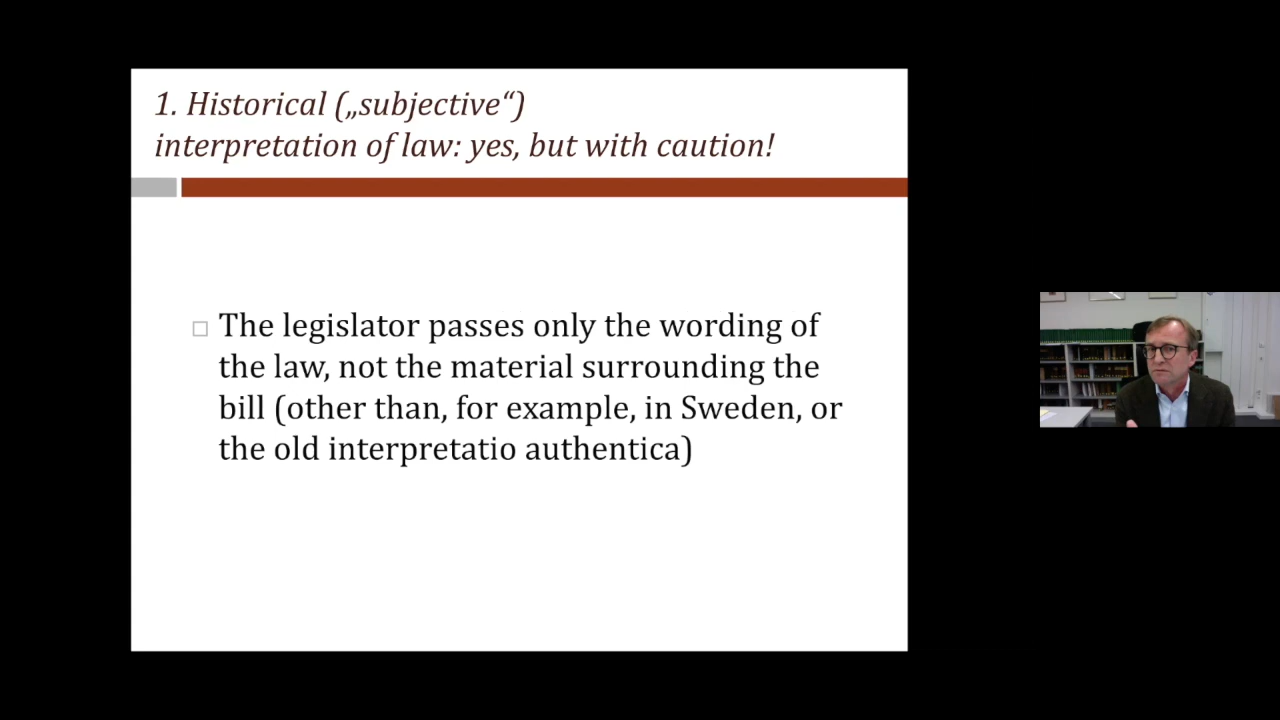 1. Historical („subjective“)
interpretation of law: yes, but with caution!
The legislator passes only the wording of
the law, not the material surrounding the
bill (other than, for example, in Sweden, or
the old interpretatio authentica)